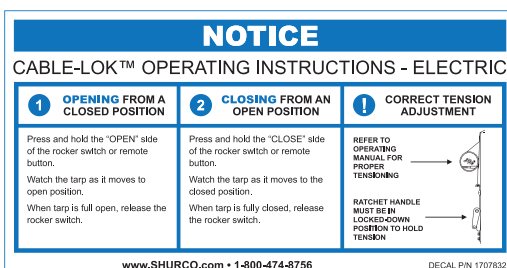 NOTICE
CABLE-LOK™ OPERATING INSTRUCTIONS - ELECTRIC
1 OPENING FROM A
CLOSED POSITION
Press and hold the "OPEN" side
of the rocker switch or remote
button.
Watch the tarp as it moves to
open position.
When tarp is full open, release the
rocker switch.
2 CLOSING FROM AN
OPEN POSITION
Press and hold the "CLOSE" side
of the rocker switch or remote
button.
Watch the tarp as it moves to the
closed position.
When tarp is fully closed, release
the rocker switch.
! CORRECT TENSION
ADJUSTMENT
REFER TO
OPERATING
MANUAL FOR
PROPER
TENSIONING
RATCHET HANDLE
MUST BE IN
LOCKED-DOWN
POSITION TO HOLD
TENSION
www.SHURCO.com • 1-800-474-8756
DECAL P/N 1707832